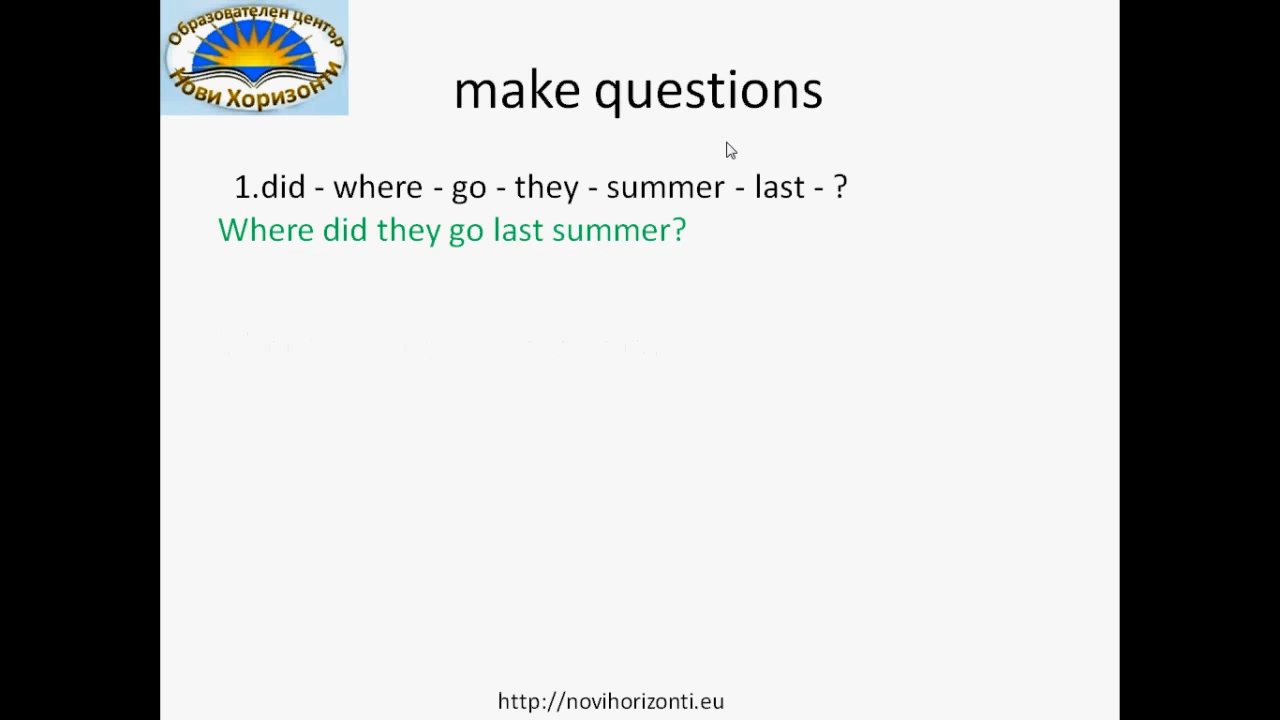 Образователен център
Нови Хоризонти
make questions
1.did - where - go - they - summer - last - ?
Where did they go last summer?
http://novihorizonti.eu